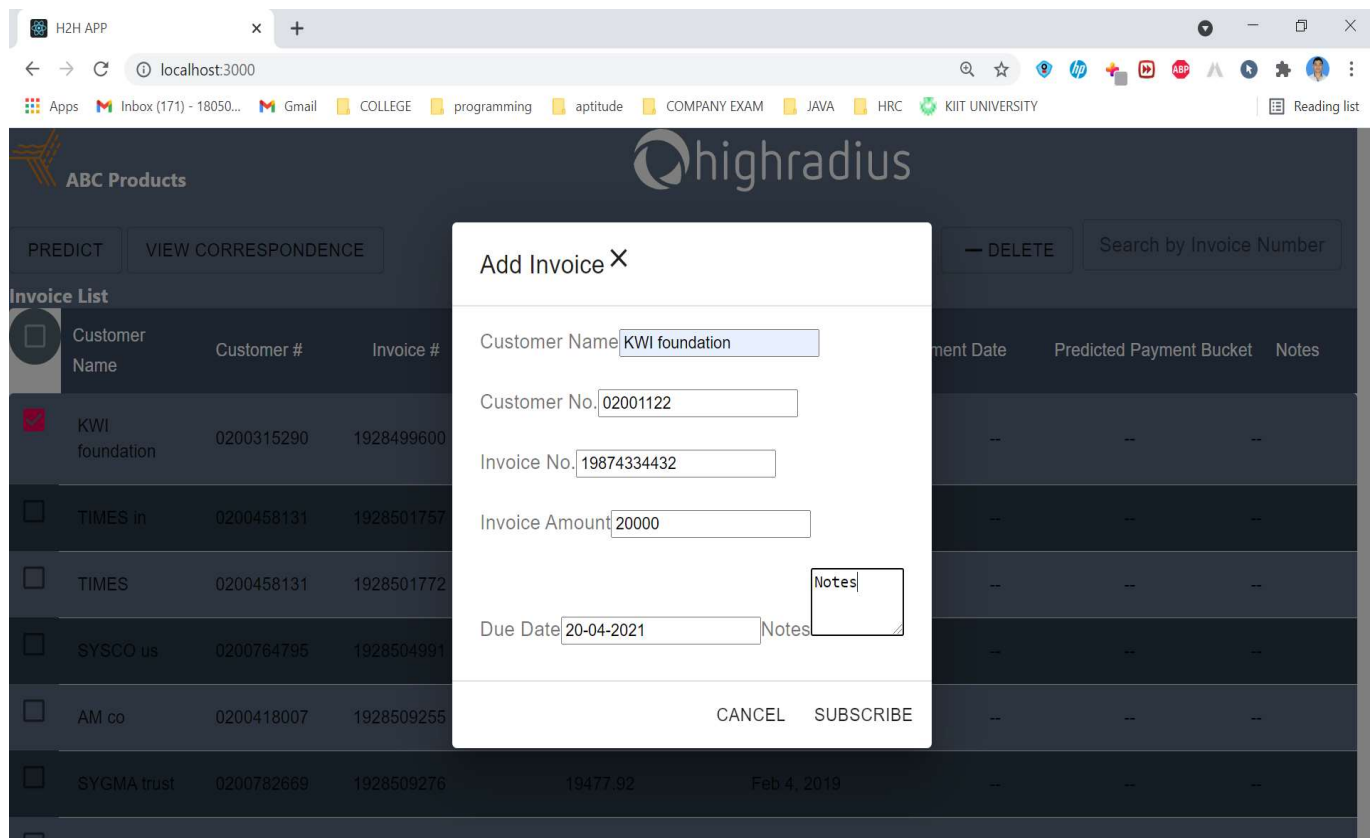 H2H APP
localhost:3000
Apps Inbox (171) - 18050... Gmail COLLEGE programming aptitude COMPANY EXAM JAVA HRC KIIT UNIVERSITY Reading list
ABC Products
highradius
PREDICT VIEW CORRESPONDENCE — DELETE Search by Invoice Number
Invoice List
Customer Name Customer # Invoice # ment Date Predicted Payment Bucket Notes
KWI foundation 0200315290 1928499600 -- -- --
TIMES in 0200458131 1928501757 -- -- --
TIMES 0200458131 1928501772 -- -- --
SYSCO us 0200764795 1928504991 -- -- --
AM co 0200418007 1928509255 -- -- --
SYGMA trust 0200782669 1928509276 19477.92 Feb 4, 2019 -- -- --
Add Invoice ×
Customer Name KWI foundation
Customer No. 02001122
Invoice No. 19874334432
Invoice Amount 20000
Due Date 20-04-2021 Notes Notes
CANCEL SUBSCRIBE
hp
ABP